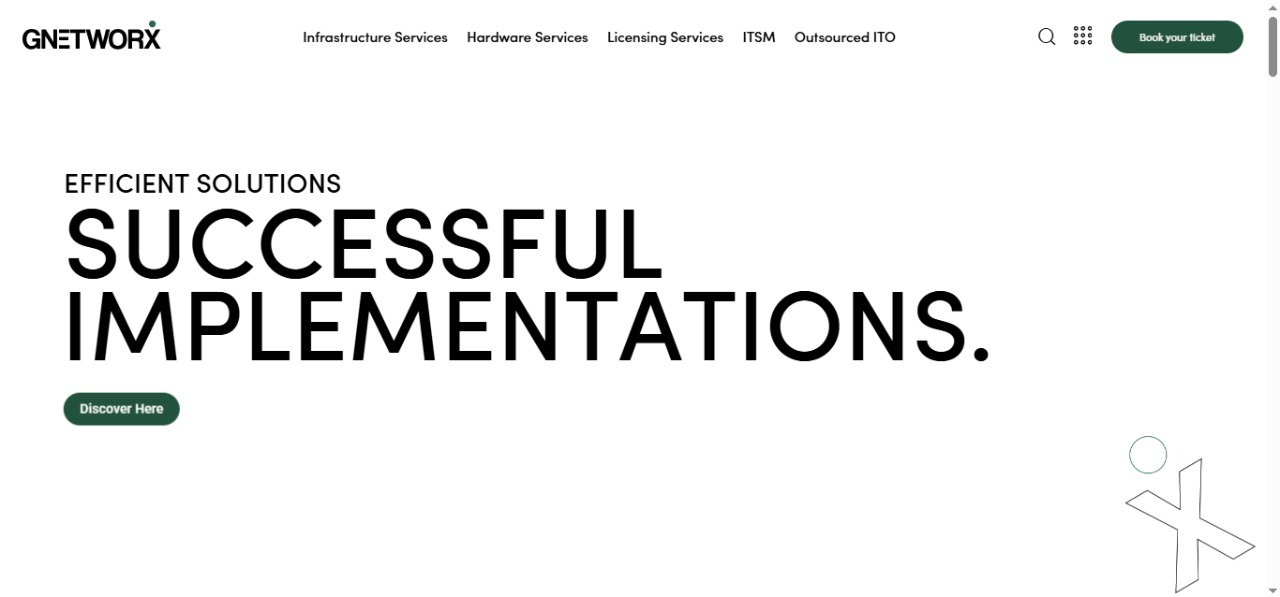 GNETWORX
Infrastructure Services
Hardware Services
Licensing Services
ITSM
Outsourced ITO
Book your ticket
EFFICIENT SOLUTIONS
SUCCESSFUL
IMPLEMENTATIONS.
Discover Here